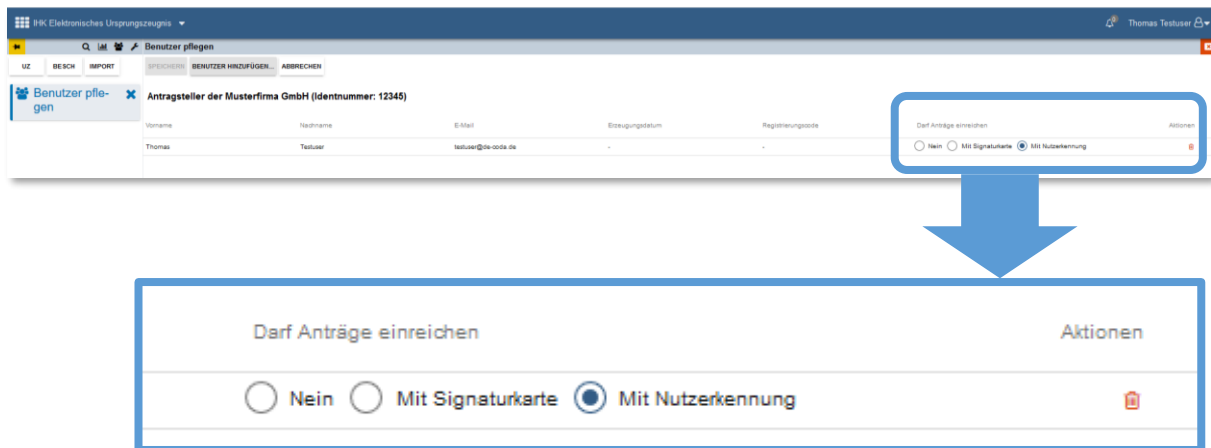 IHK Elektronisches Ursprungszeugnis
Thomas Testuser
Benutzer pflegen
UZ BESCH IMPORT SPEICHERN BENUTZER HINZUFÜGEN... ABBRECHEN
Benutzer pfle-
gen
Antragsteller der Musterfirma GmbH (Identnummer: 12345)
Vorname Nachname E-Mail Erzeugungsdatum Registrierungscode Darf Anträge einreichen Aktionen
Thomas Testuser testuser@de-coda.de - - Nein Mit Signaturkarte Mit Nutzerkennung
Darf Anträge einreichen Aktionen
Nein Mit Signaturkarte Mit Nutzerkennung